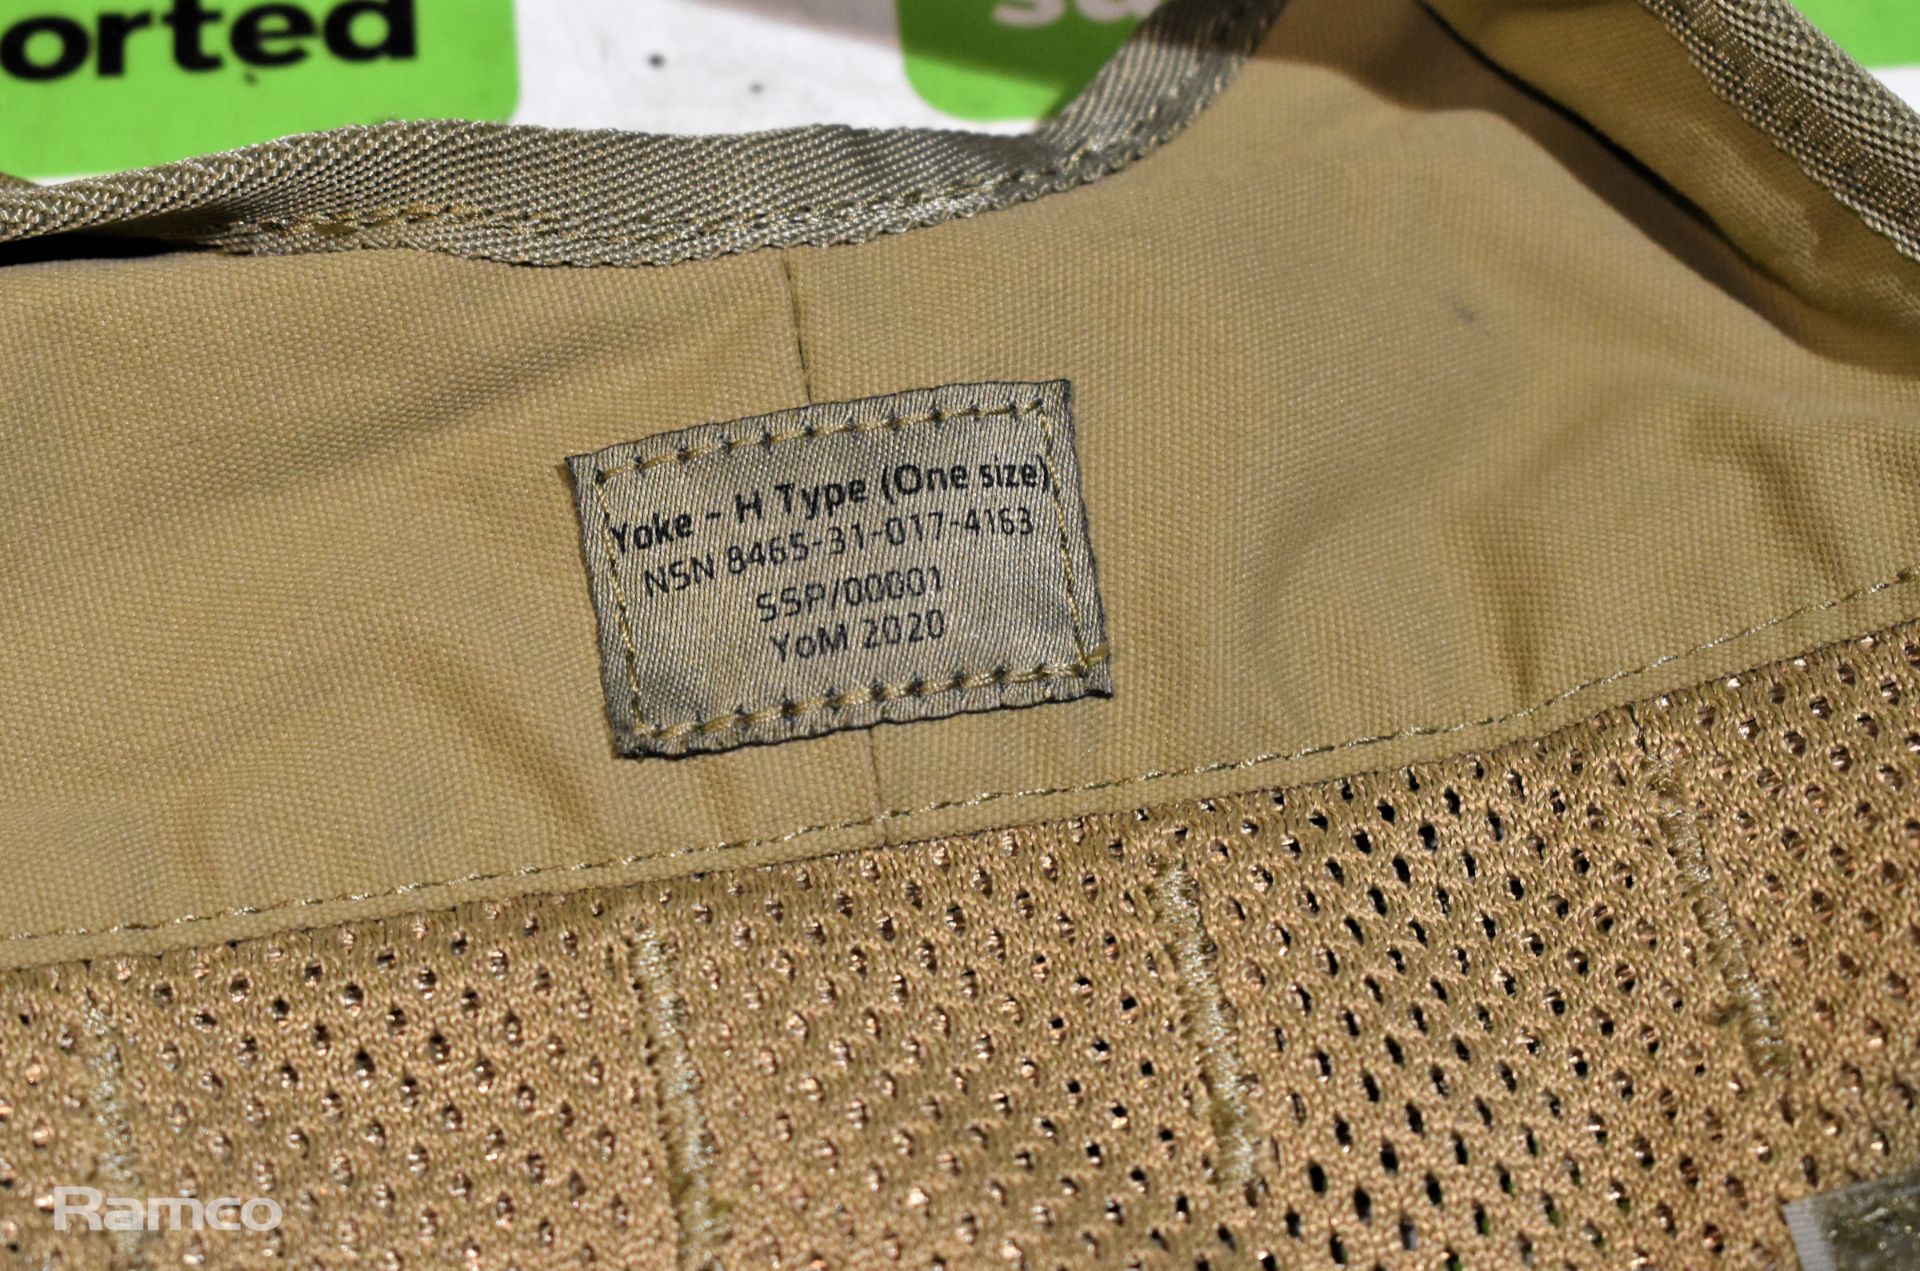 orted
Yoke - H Type (One size)
NSN 8465-31-017-4163
SSP/00001
YoM 2020
Ramco